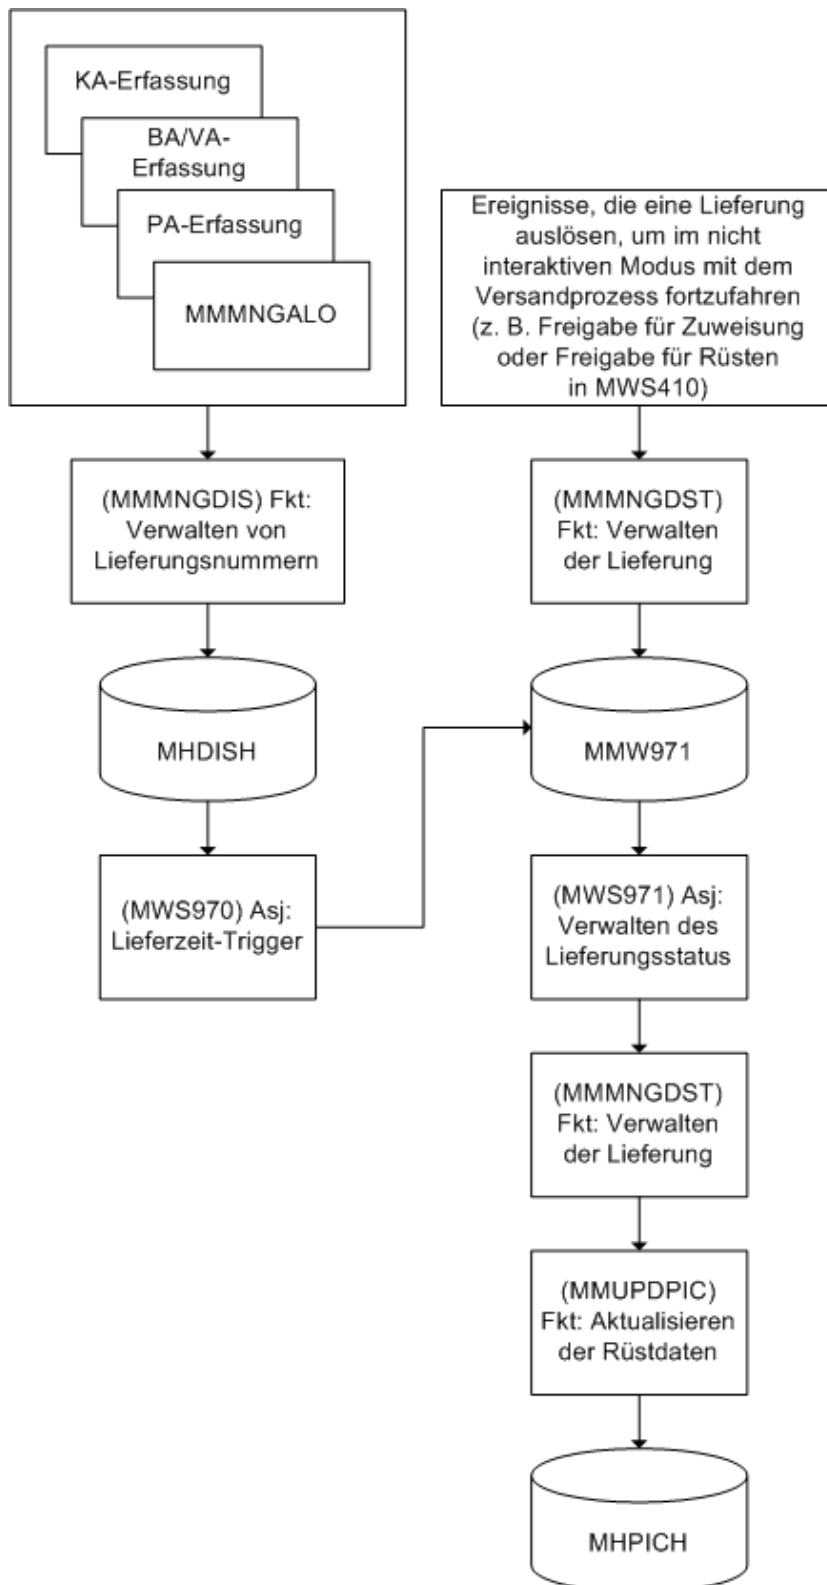 KA-Erfassung
BA/VA-
Erfassung
PA-Erfassung
MMMNGALO
Ereignisse, die eine Lieferung
auslösen, um im nicht
interaktiven Modus mit dem
Versandprozess fortzufahren
(z. B. Freigabe für Zuweisung
oder Freigabe für Rüsten
in MWS410)
(MMMNGDIS) Fkt:
Verwalten von
Lieferungsnummern
(MMMNGDST)
Fkt: Verwalten
der Lieferung
MHDISH
MMW971
(MWS970) Asj:
Lieferzeit-Trigger
(MWS971) Asj:
Verwalten des
Lieferungsstatus
(MMMNGDST)
Fkt: Verwalten
der Lieferung
(MMUPDPIC)
Fkt: Aktualisieren
der Rüstdaten
MHPICH